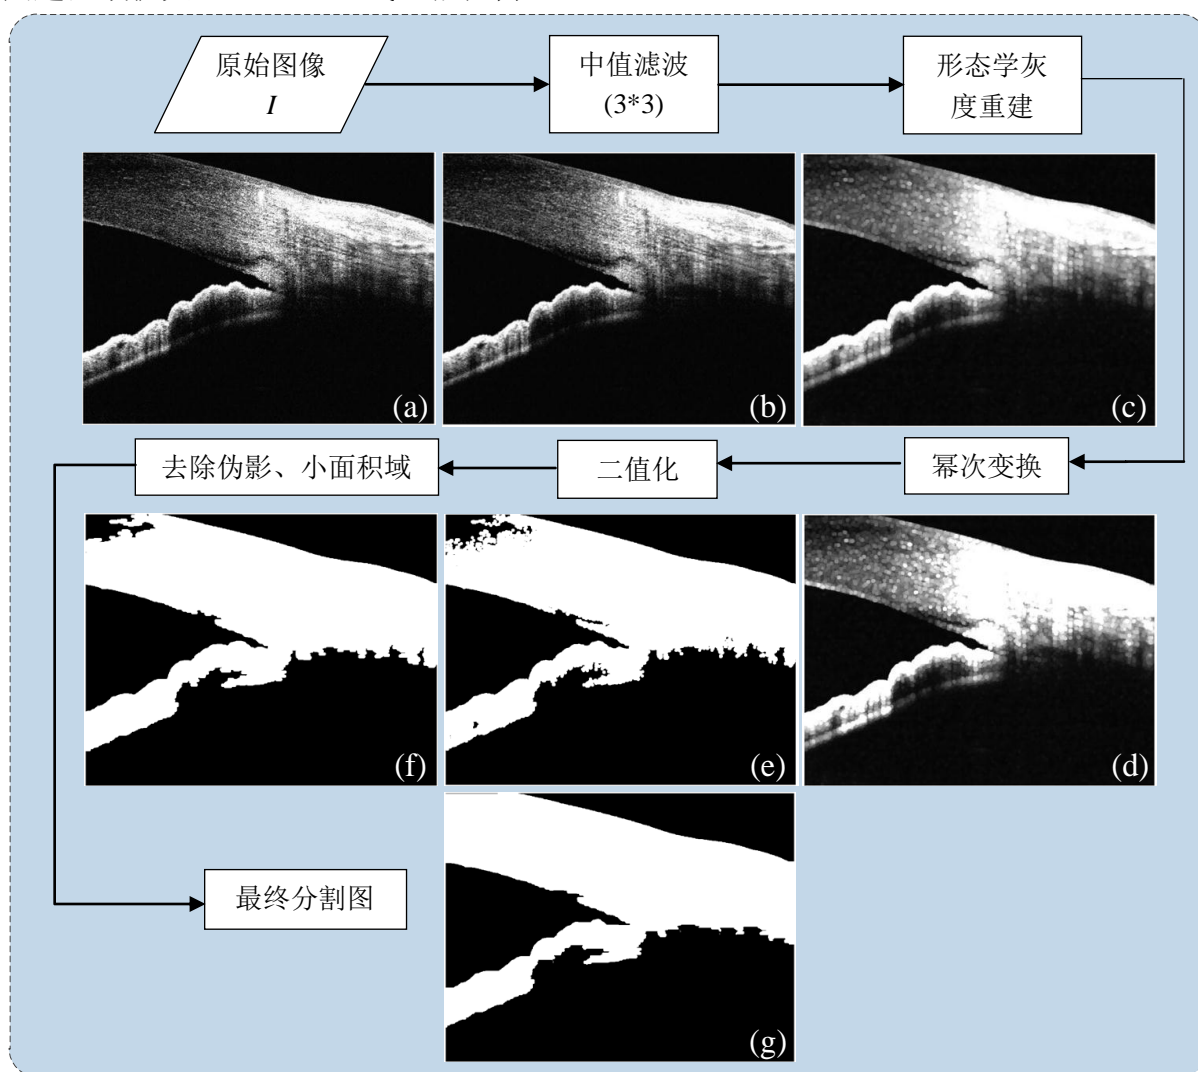 原始图像
I
中值滤波
(3*3)
形态学灰
度重建
(a)
(b)
(c)
去除伪影、小面积域
二值化
幂次变换
(f)
(e)
(d)
最终分割图
(g)